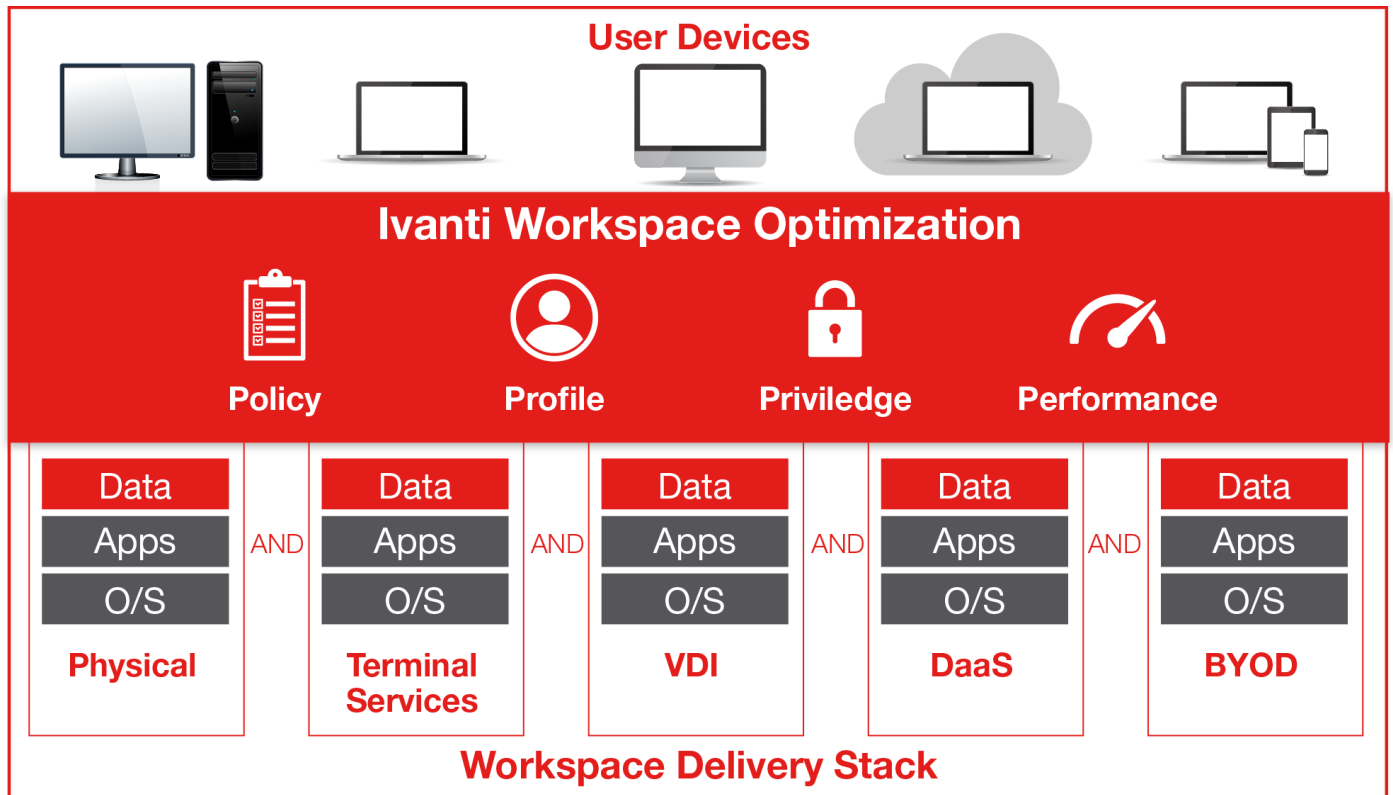 User Devices
Ivanti Workspace Optimization
Policy
Profile
Priviledge
Performance
Data
Data
Data
Data
Data
Apps
AND
Apps
AND
Apps
AND
Apps
AND
Apps
O/S
O/S
O/S
O/S
O/S
Physical
Terminal
Services
VDI
DaaS
BYOD
Workspace Delivery Stack